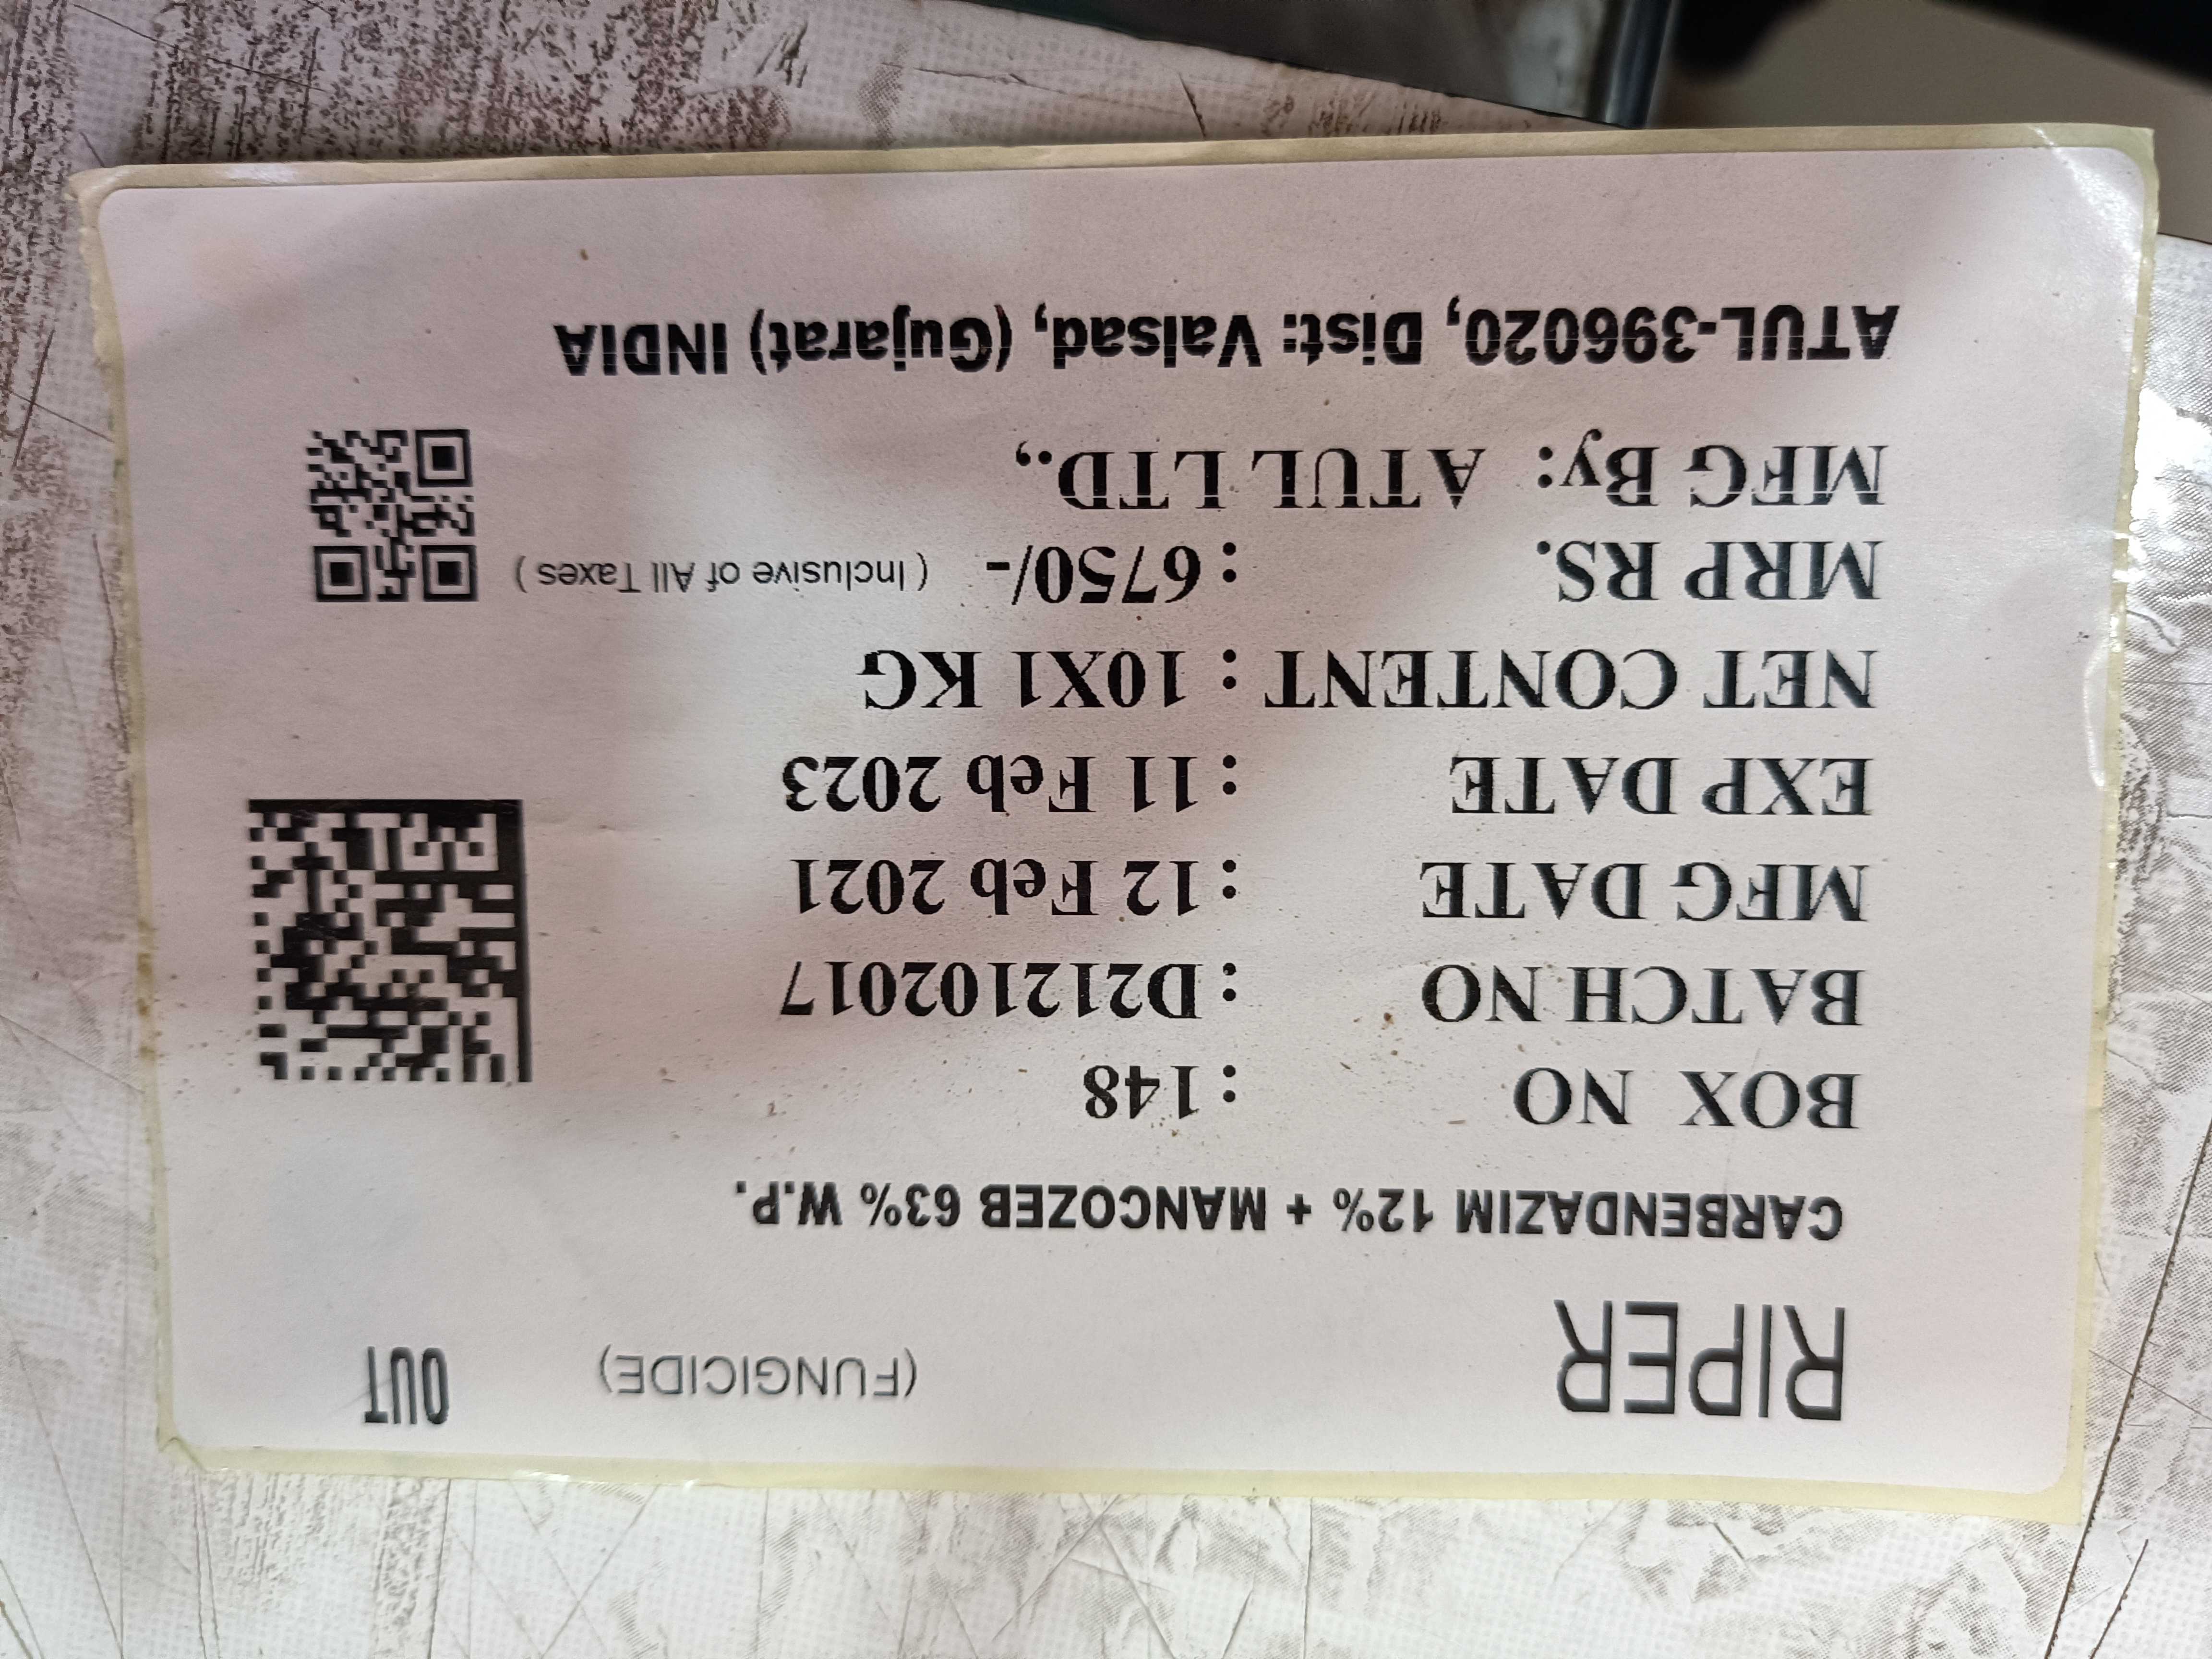 RIPER (FUNGICIDE) OUT
CARBENDAZIM 12% + MANCOZEB 63% W.P.
BOX NO : 148
BATCH NO : D212102017
MFG DATE : 12 Feb 2021
EXP DATE : 11 Feb 2023
NET CONTENT : 10X1 KG
MRP RS. : 6750/- ( Inclusive of All Taxes )
MFG By: ATUL LTD.,
ATUL-396020, Dist: Valsad, (Gujarat) INDIA